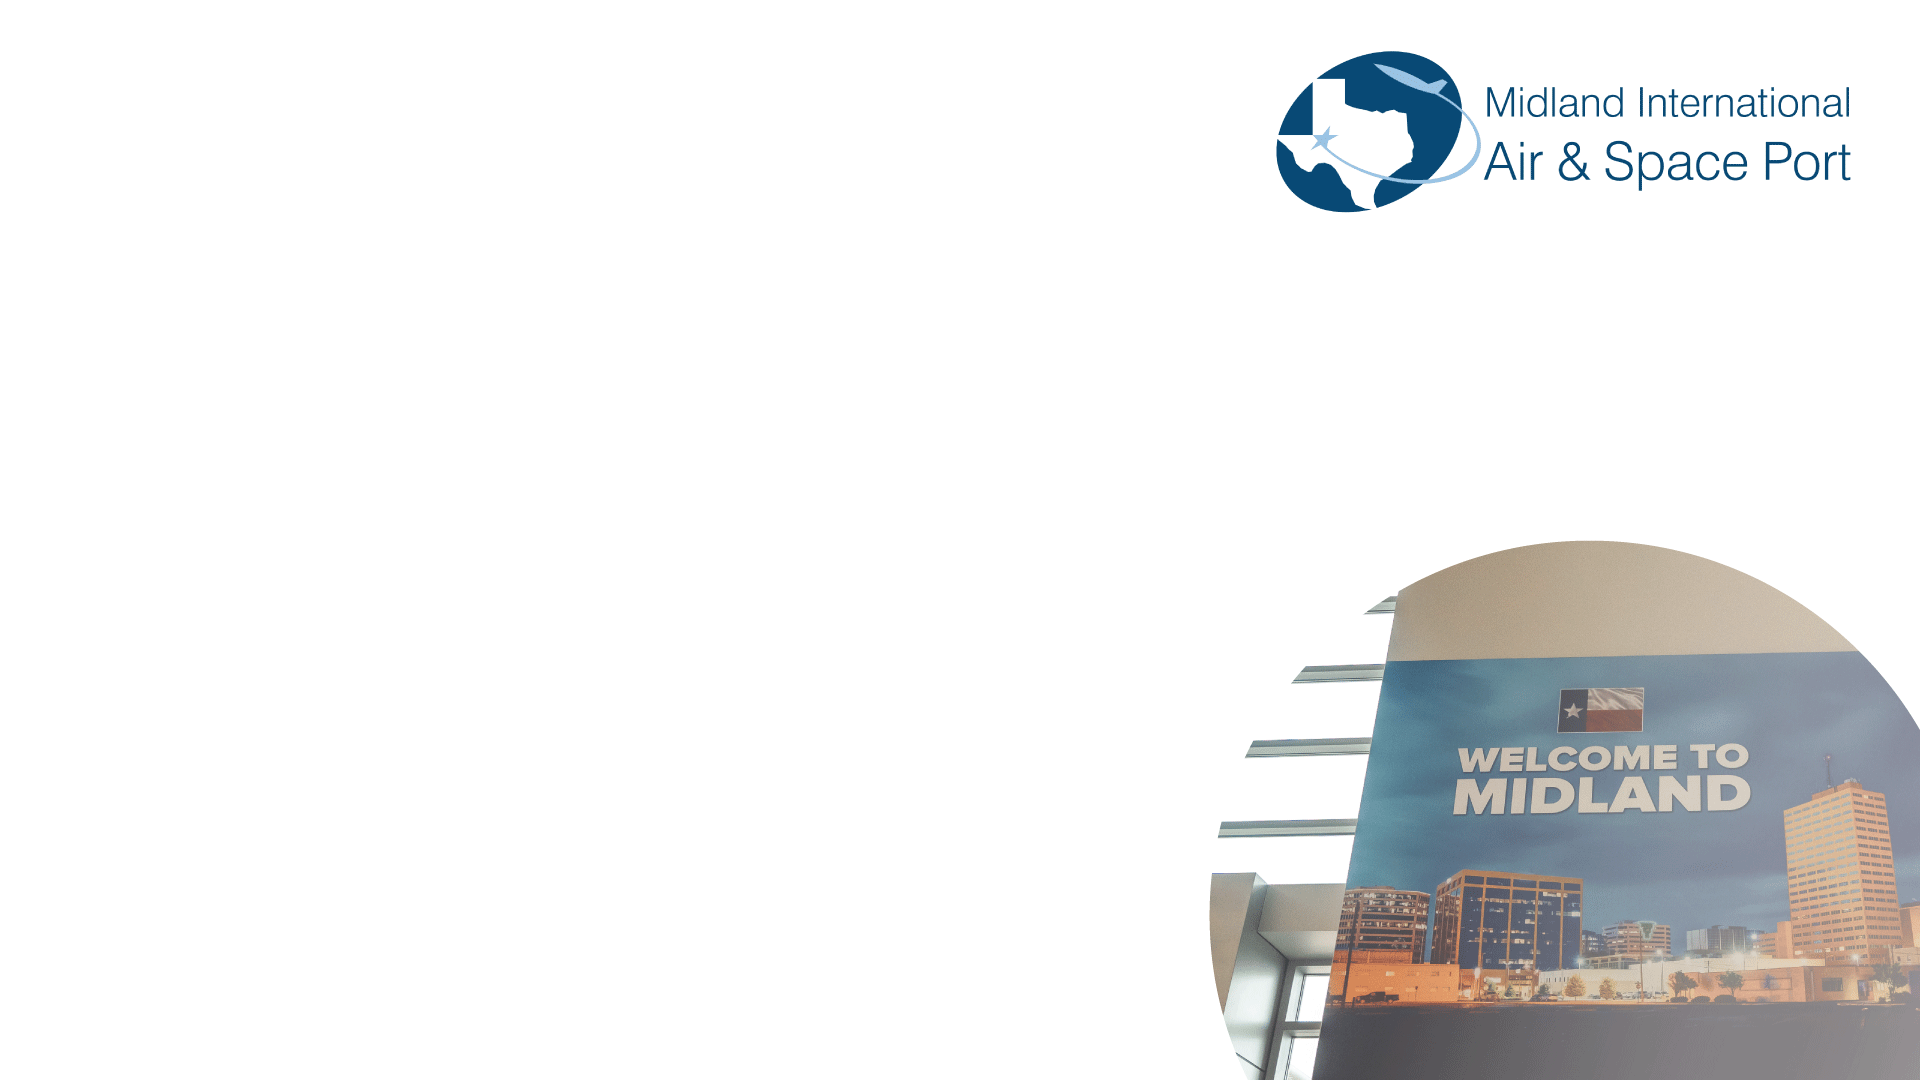 Midland International
Air & Space Port
WELCOME TO
MIDLAND